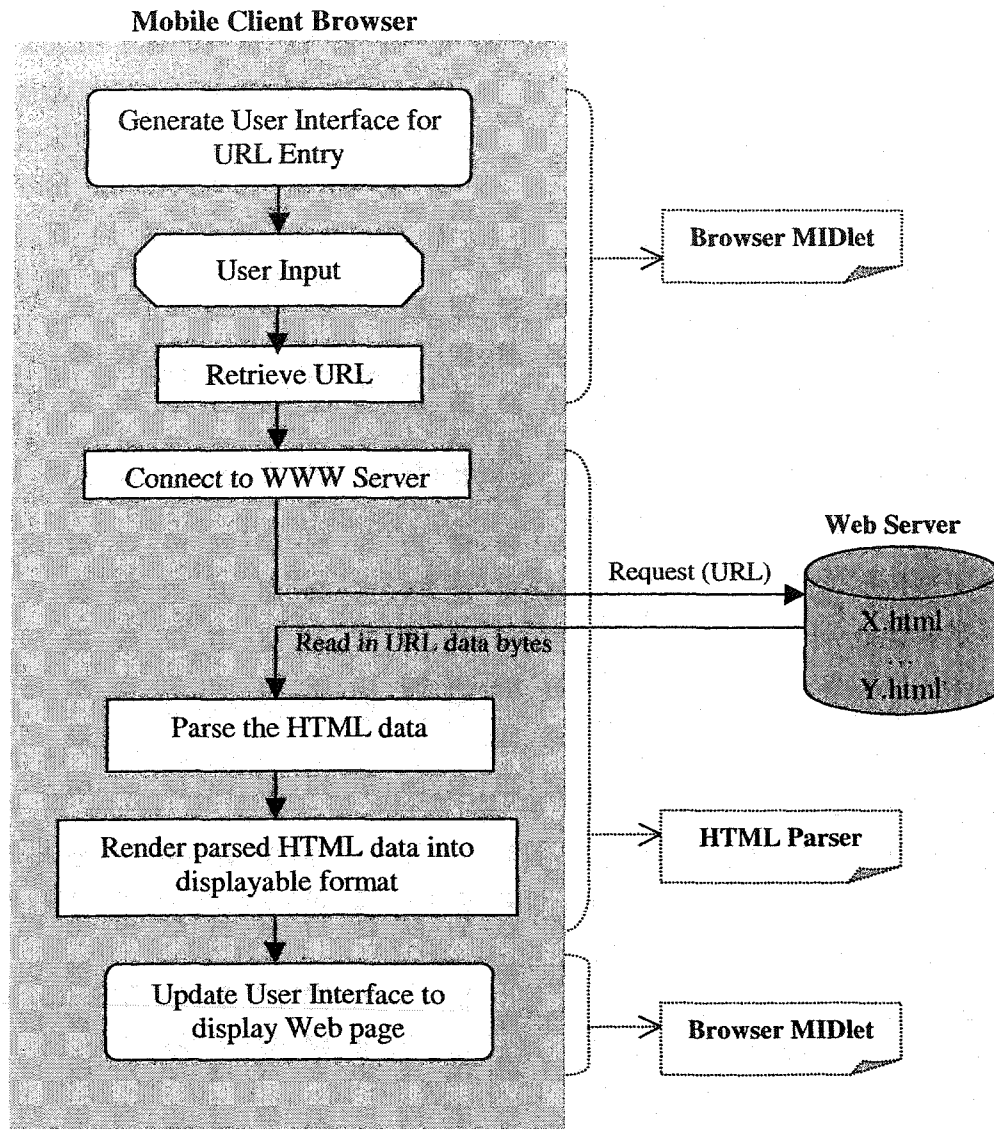 Mobile Client Browser
Generate User Interface for
URL Entry
User Input
Browser MIDlet
Retrieve URL
Connect to WWW Server
Web Server
Request (URL)
X.html
...
Y.html
Read in URL data bytes
Parse the HTML data
Render parsed HTML data into
displayable format
HTML Parser
Update User Interface to
display Web page
Browser MIDlet